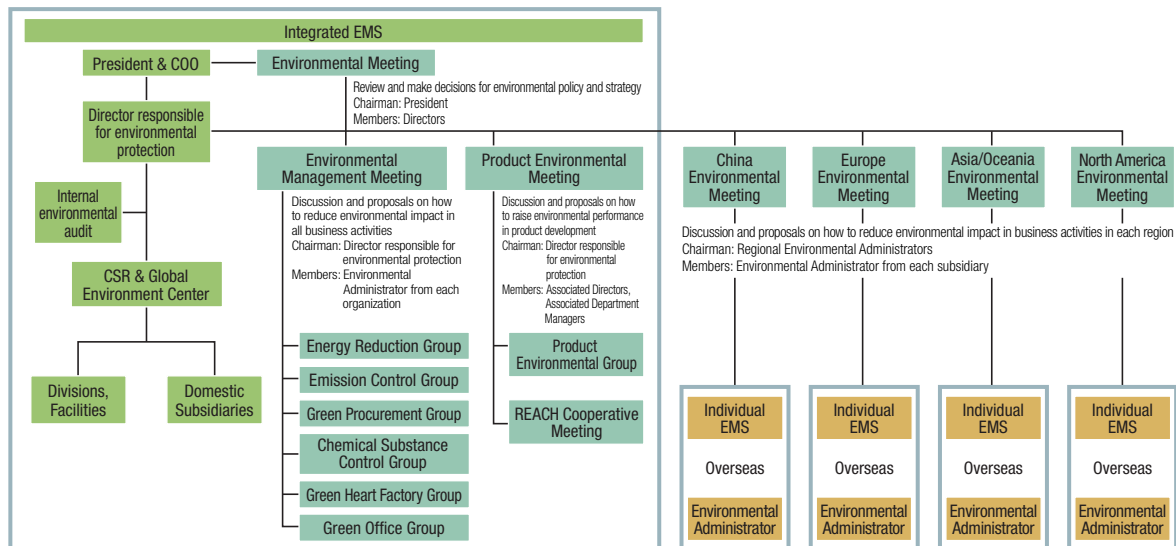 Integrated EMS
President & COO
Environmental Meeting
Review and make decisions for environmental policy and strategy
Chairman: President
Members: Directors
Director responsible
for environmental
protection
Environmental
Management Meeting
Discussion and proposals on how
to reduce environmental impact in
all business activities
Chairman: Director responsible for
environmental protection
Members: Environmental
Administrator from each
organization
Product Environmental
Meeting
Discussion and proposals on how
to raise environmental performance
in product development
Chairman: Director responsible
for environmental
protection
Members: Associated Directors,
Associated Department
Managers
China
Environmental
Meeting
Europe
Environmental
Meeting
Asia/Oceania
Environmental
Meeting
North America
Environmental
Meeting
Discussion and proposals on how to reduce environmental impact in business activities in each region
Chairman: Regional Environmental Administrators
Members: Environmental Administrator from each subsidiary
Internal
environmental
audit
CSR & Global
Environment Center
Divisions,
Facilities
Domestic
Subsidiaries
Energy Reduction Group
Emission Control Group
Green Procurement Group
Chemical Substance
Control Group
Green Heart Factory Group
Green Office Group
Product
Environmental Group
REACH Cooperative
Meeting
Individual
EMS
Overseas
Environmental
Administrator
Individual
EMS
Overseas
Environmental
Administrator
Individual
EMS
Overseas
Environmental
Administrator
Individual
EMS
Overseas
Environmental
Administrator